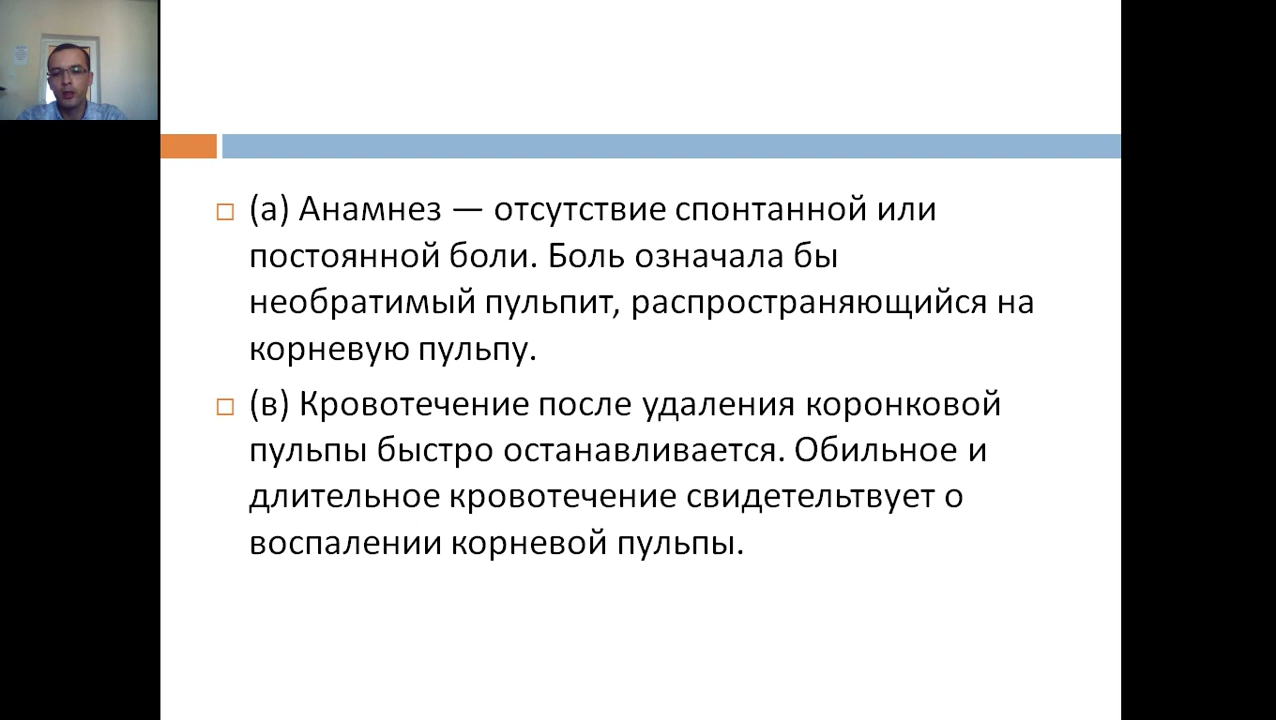 (а) Анамнез — отсутствие спонтанной или
постоянной боли. Боль означала бы
необратимый пульпит, распространяющийся на
корневую пульпу.
(в) Кровотечение после удаления коронковой
пульпы быстро останавливается. Обильное и
длительное кровотечение свидетельтвует о
воспалении корневой пульпы.